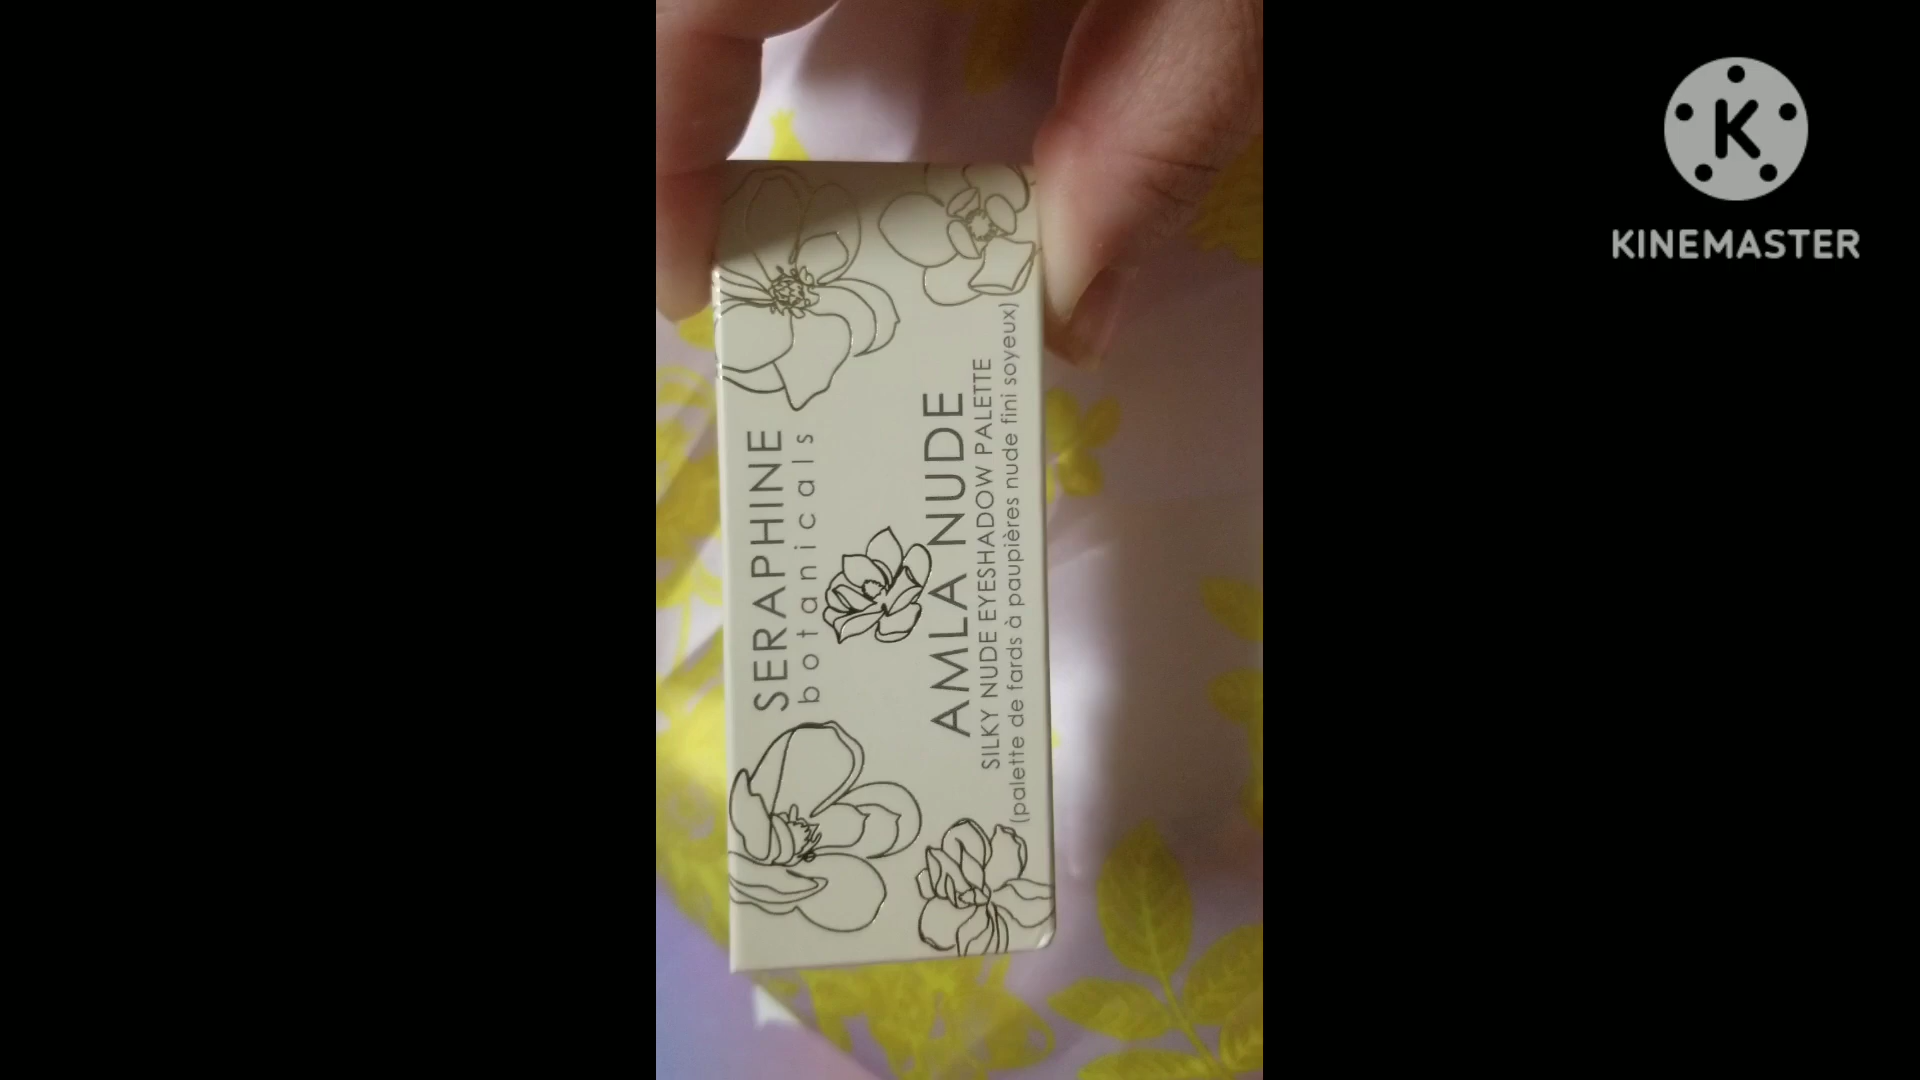 SERAPHINE
botanicals
AMLA NUDE
SILKY NUDE EYESHADOW PALETTE
(palette de fards à paupières nude fini soyeux)
K
KINEMASTER